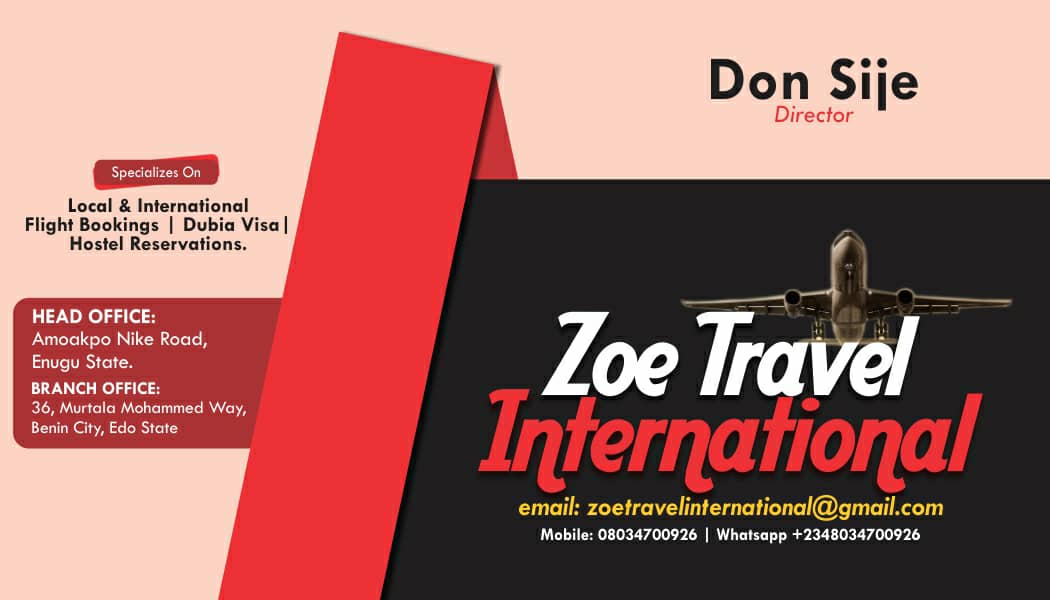 Don Sije
Director
Specializes On
Local & International
Flight Bookings | Dubia Visa|
Hostel Reservations.
HEAD OFFICE:
Amoakpo Nike Road,
Enugu State.
BRANCH OFFICE:
36, Murtala Mohammed Way,
Benin City, Edo State
Zoe Travel
International
email: zoetravelinternational@gmail.com
Mobile: 08034700926 | Whatsapp +2348034700926